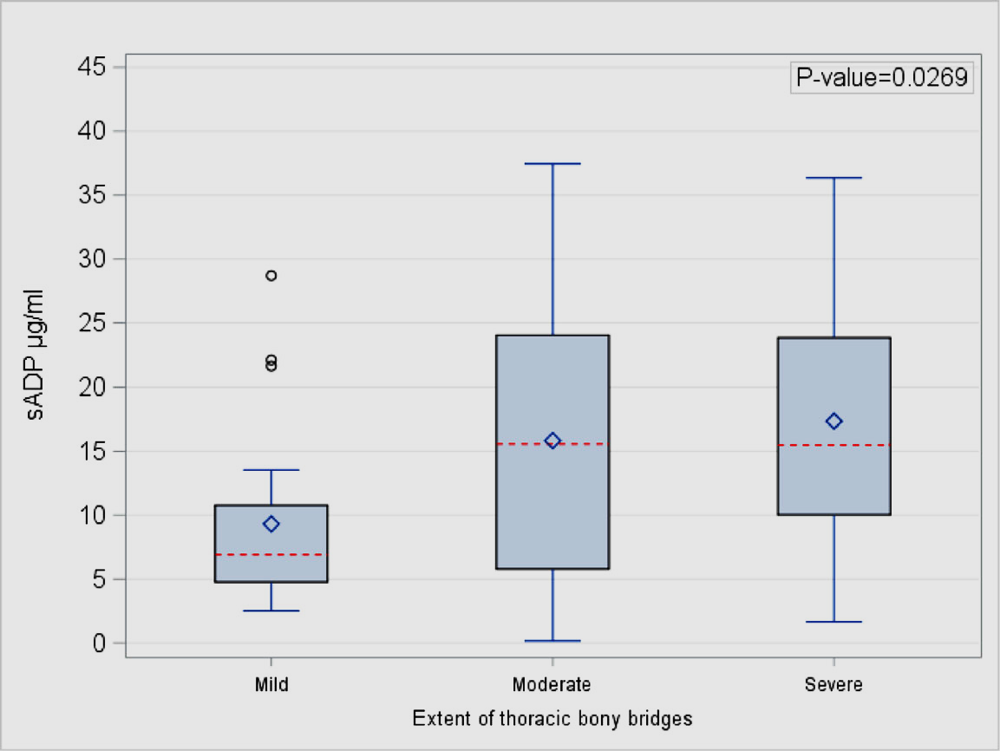 P-value=0.0269
45
40
35
30
25
20
15
10
5
0
sADP µg/ml
Mild Moderate Severe
Extent of thoracic bony bridges